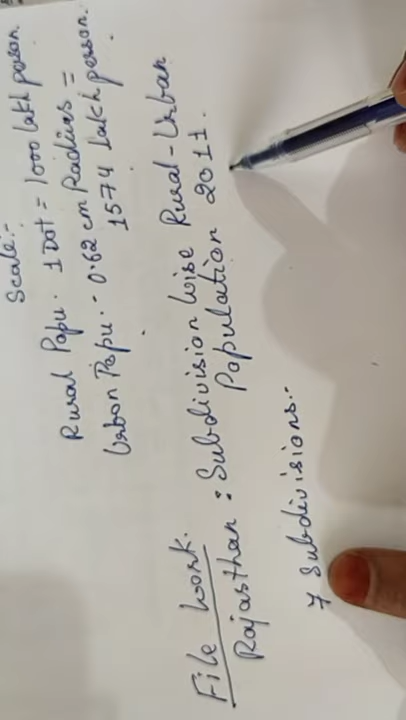 Scale:-
Rural Popu. 1 Dot = 1000 lakh person
Urban Popu.- 0.62 cm Radius =
1574 lakh person.
File Work.
Rajasthan : Subdivision Wise Rural-Urban
Population 2011.
7 Subdivisions.-